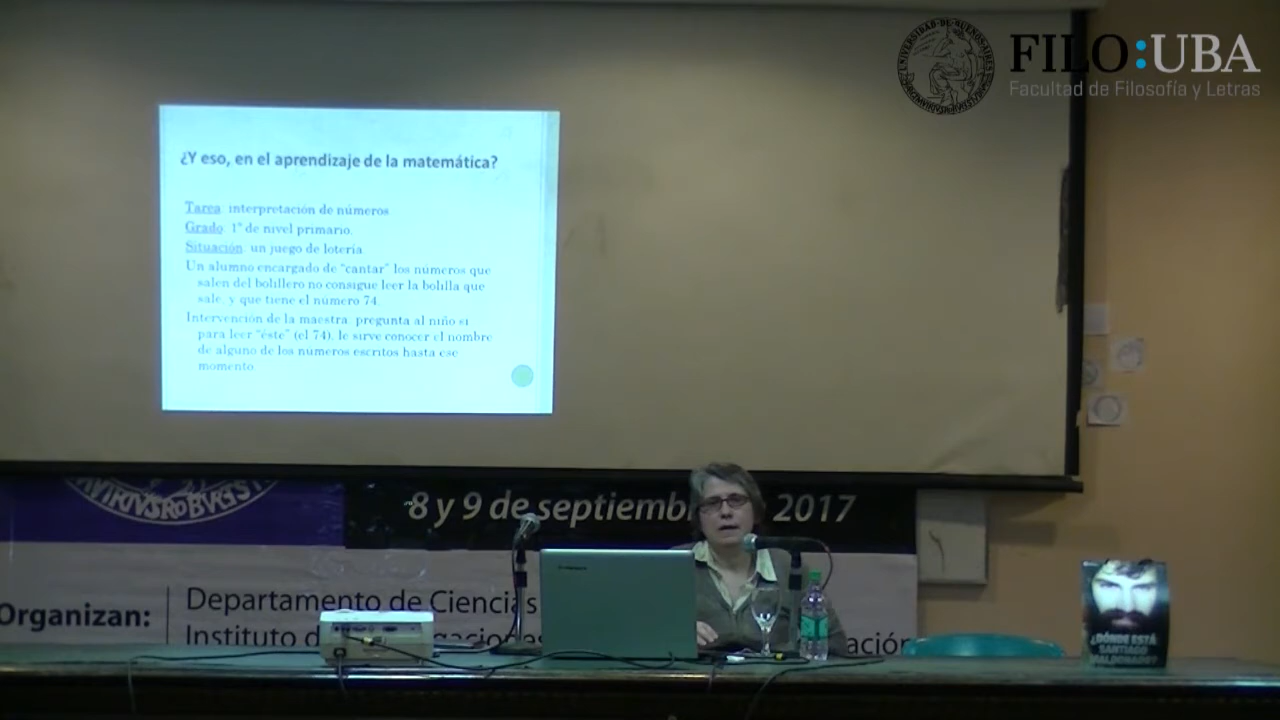 FILO:UBA
Facultad de Filosofía y Letras
¿Y eso, en el aprendizaje de la matemática?
Tarea: interpretación de números
Grado: 1º de nivel primario.
Situación: un juego de lotería
Un alumno encargado de "cantar" los números que
salen del bolillero no consigue leer la bolilla que
sale, y que tiene el número 74.
Intervención de la maestra: pregunta al niño si
para leer "éste" (el 74), le sirve conocer el nombre
de alguno de los números escritos hasta ese
momento
8 y 9 de septiemb 2017
Organizan:
Departamento de Ciencias
Instituto d gaciones ación
¿DÓNDE ESTÁ
SANTIAGO
MALDONADO?